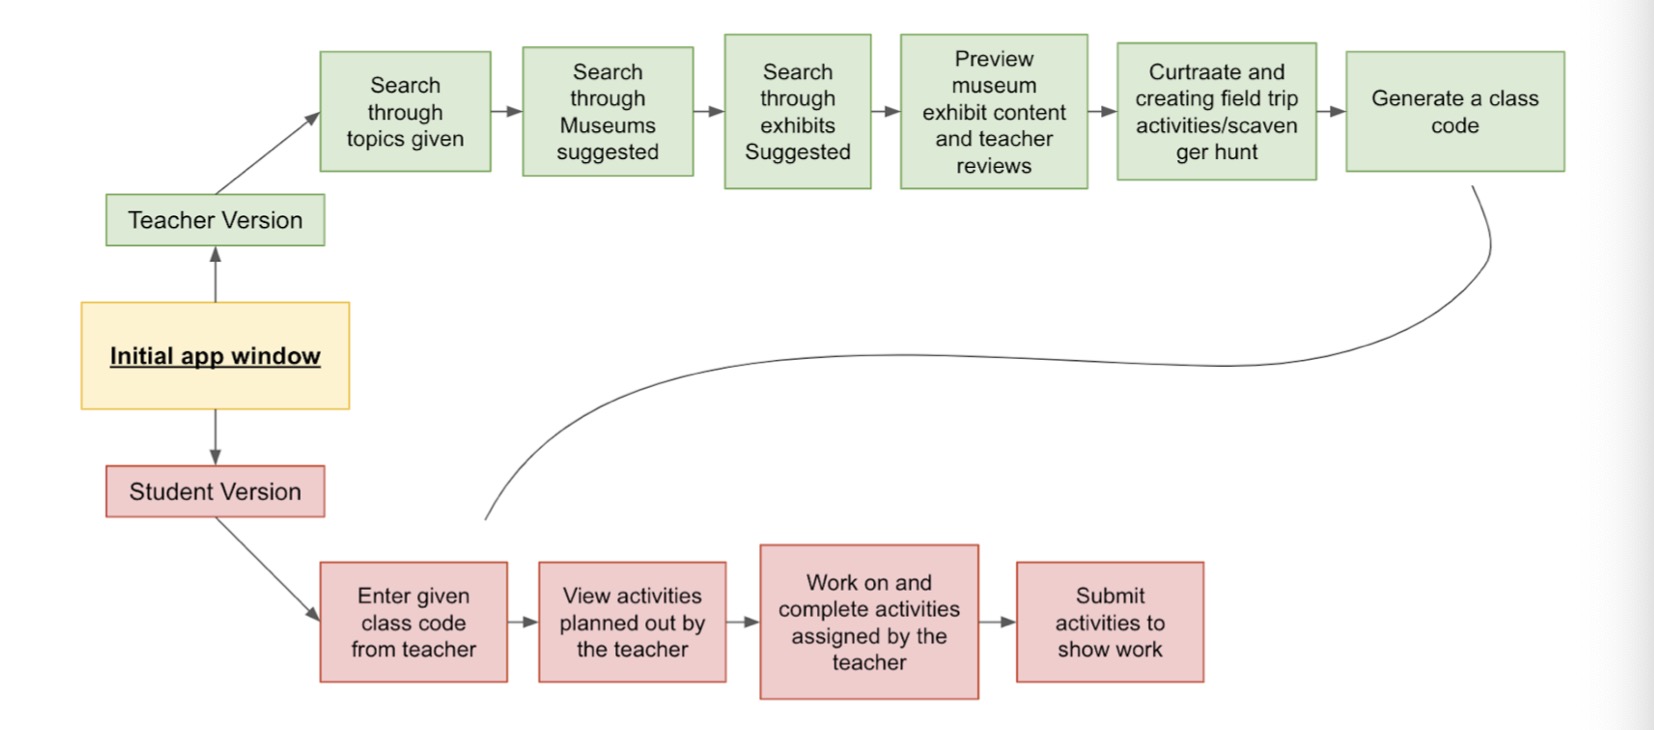 Search
through
topics given
Search
through
Museums
suggested
Search
through
exhibits
Suggested
Preview
museum
exhibit content
and teacher
reviews
Curtraate and
creating field trip
activities/scaven
ger hunt
Generate a class
code
Teacher Version
Initial app window
Student Version
Enter given
class code
from teacher
View activities
planned out by
the teacher
Work on and
complete activities
assigned by the
teacher
Submit
activities to
show work